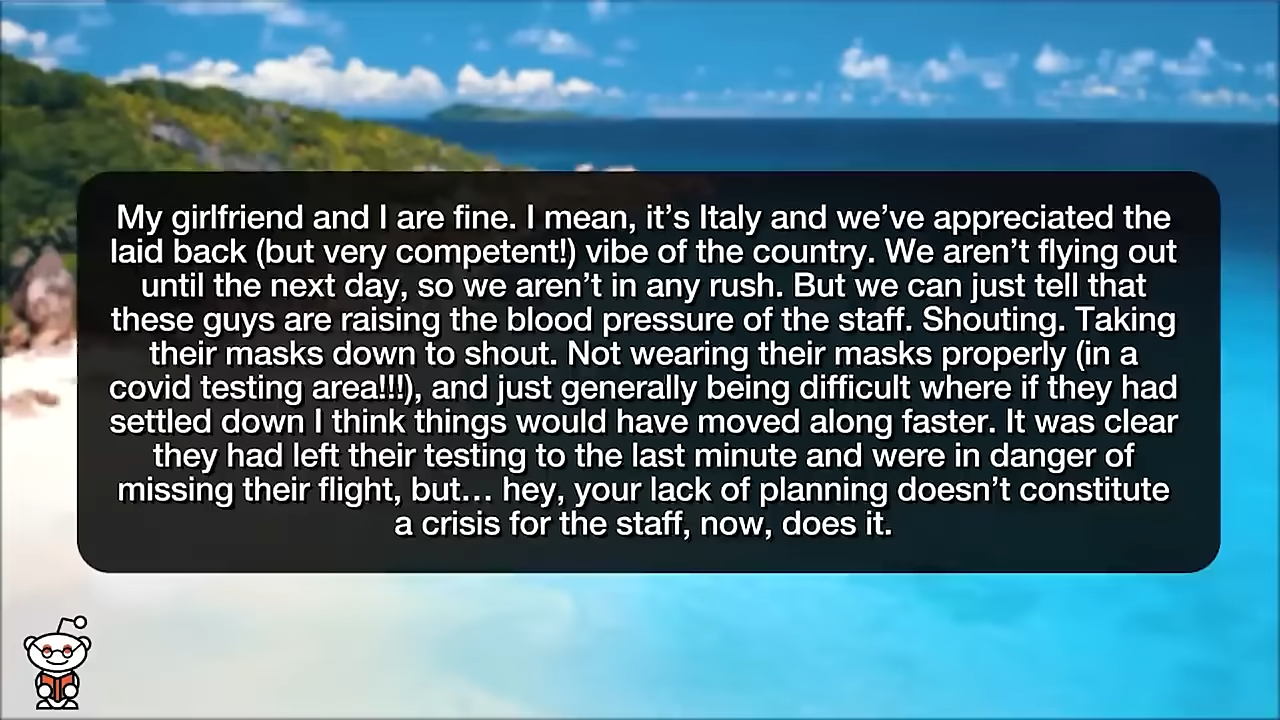 My girlfriend and I are fine. I mean, it’s Italy and we’ve appreciated the
laid back (but very competent!) vibe of the country. We aren’t flying out
until the next day, so we aren’t in any rush. But we can just tell that
these guys are raising the blood pressure of the staff. Shouting. Taking
their masks down to shout. Not wearing their masks properly (in a
covid testing area!!!), and just generally being difficult where if they had
settled down I think things would have moved along faster. It was clear
they had left their testing to the last minute and were in danger of
missing their flight, but… hey, your lack of planning doesn’t constitute
a crisis for the staff, now, does it.